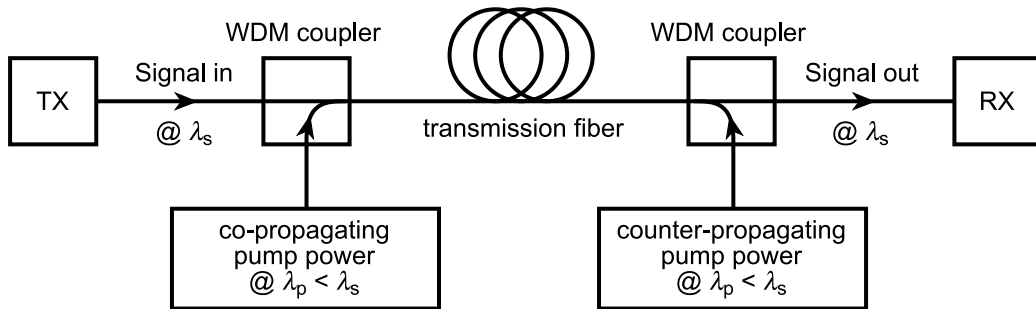 WDM coupler
WDM coupler
TX
Signal in
@ λs
transmission fiber
Signal out
@ λs
RX
co-propagating
pump power
@ λp < λs
counter-propagating
pump power
@ λp < λs